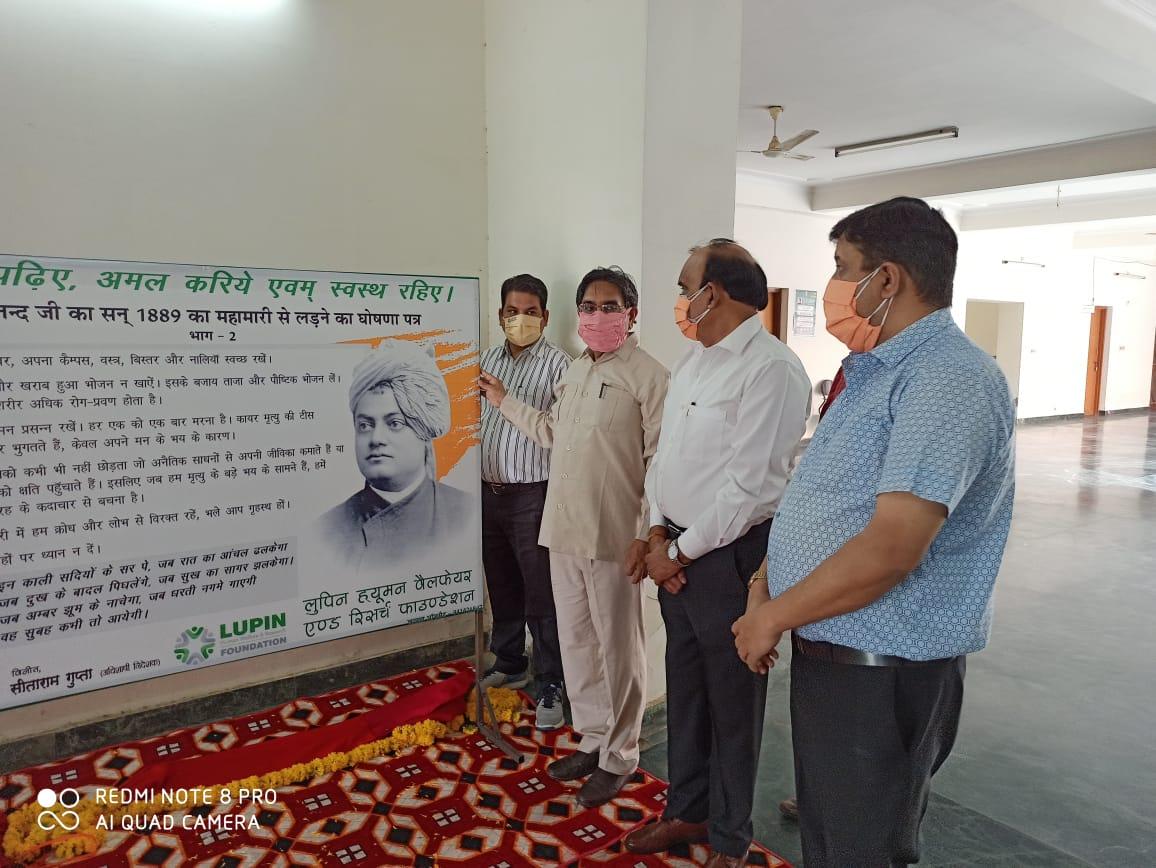 पढ़िए, अमल करिये एवम् स्वस्थ रहिए।
नन्द जी का सन् 1889 का महामारी से लड़ने का घोषणा पत्र
भाग - 2
अपना कैम्पस, वस्त्र, बिस्तर और नालियाँ स्वच्छ रखें।
और खराब हुआ भोजन न खाएँ। इसके बजाय ताजा और पौष्टिक भोजन लें।
शरीर अधिक रोग-प्रवण होता है।
मन प्रसन्न रखें। हर एक को एक बार मरना है। कायर मृत्यु की टीस
भुगतते हैं, केवल अपने मन के भय के कारण।
कभी भी नहीं छोड़ता जो अनैतिक साधनों से अपनी जीविका कमाते हैं या
को क्षति पहुँचाते हैं। इसलिए जब हम मृत्यु के बड़े भय के सामने हैं, हमें
के कदाचार से बचना है।
में हम क्रोध और लोभ से विरक्त रहें, भले आप गृहस्थ हों।
पर ध्यान न दें।
इन काली सदियों के सर पे, जब रात का आंचल ढलकेगा
जब दुख के बादल पिघलेंगे, जब सुख का सागर झलकेगा।
जब अम्बर झूम के नाचेगा, जब धरती नगमे गाएगी
वह सुबह कभी तो आयेगी।
LUPIN
FOUNDATION
लुपिन ह्यूमन वैलफेयर
एण्ड रिसर्च फाउण्डेशन
सीताराम गुप्ता (अधिशाषी निदेशक)
REDMI NOTE 8 PRO
AI QUAD CAMERA